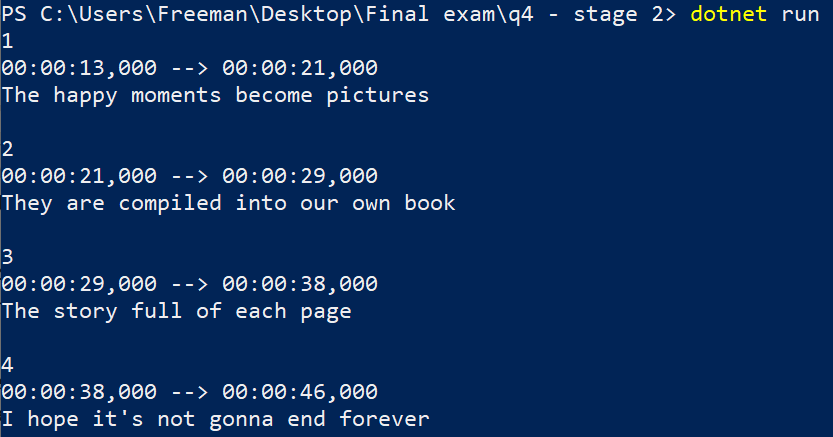 PS C:\Users\Freeman\Desktop\Final exam\q4 - stage 2> dotnet run
1
00:00:13,000 --> 00:00:21,000
The happy moments become pictures
2
00:00:21,000 --> 00:00:29,000
They are compiled into our own book
3
00:00:29,000 --> 00:00:38,000
The story full of each page
4
00:00:38,000 --> 00:00:46,000
I hope it's not gonna end forever